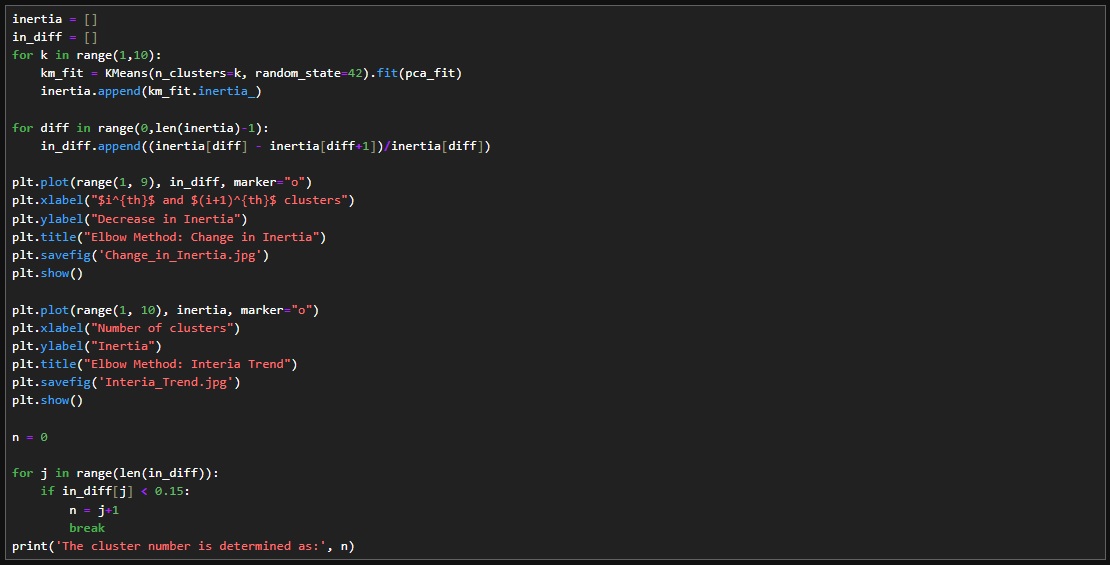 inertia = []
in_diff = []
for k in range(1,10):
    km_fit = KMeans(n_clusters=k, random_state=42).fit(pca_fit)
    inertia.append(km_fit.inertia_)

for diff in range(0,len(inertia)-1):
    in_diff.append((inertia[diff] - inertia[diff+1])/inertia[diff])

plt.plot(range(1, 9), in_diff, marker="o")
plt.xlabel("$i^{th}$ and $(i+1)^{th}$ clusters")
plt.ylabel("Decrease in Inertia")
plt.title("Elbow Method: Change in Inertia")
plt.savefig('Change_in_Inertia.jpg')
plt.show()

plt.plot(range(1, 10), inertia, marker="o")
plt.xlabel("Number of clusters")
plt.ylabel("Inertia")
plt.title("Elbow Method: Interia Trend")
plt.savefig('Interia_Trend.jpg')
plt.show()

n = 0

for j in range(len(in_diff)):
    if in_diff[j] < 0.15:
        n = j+1
        break
print('The cluster number is determined as:', n)